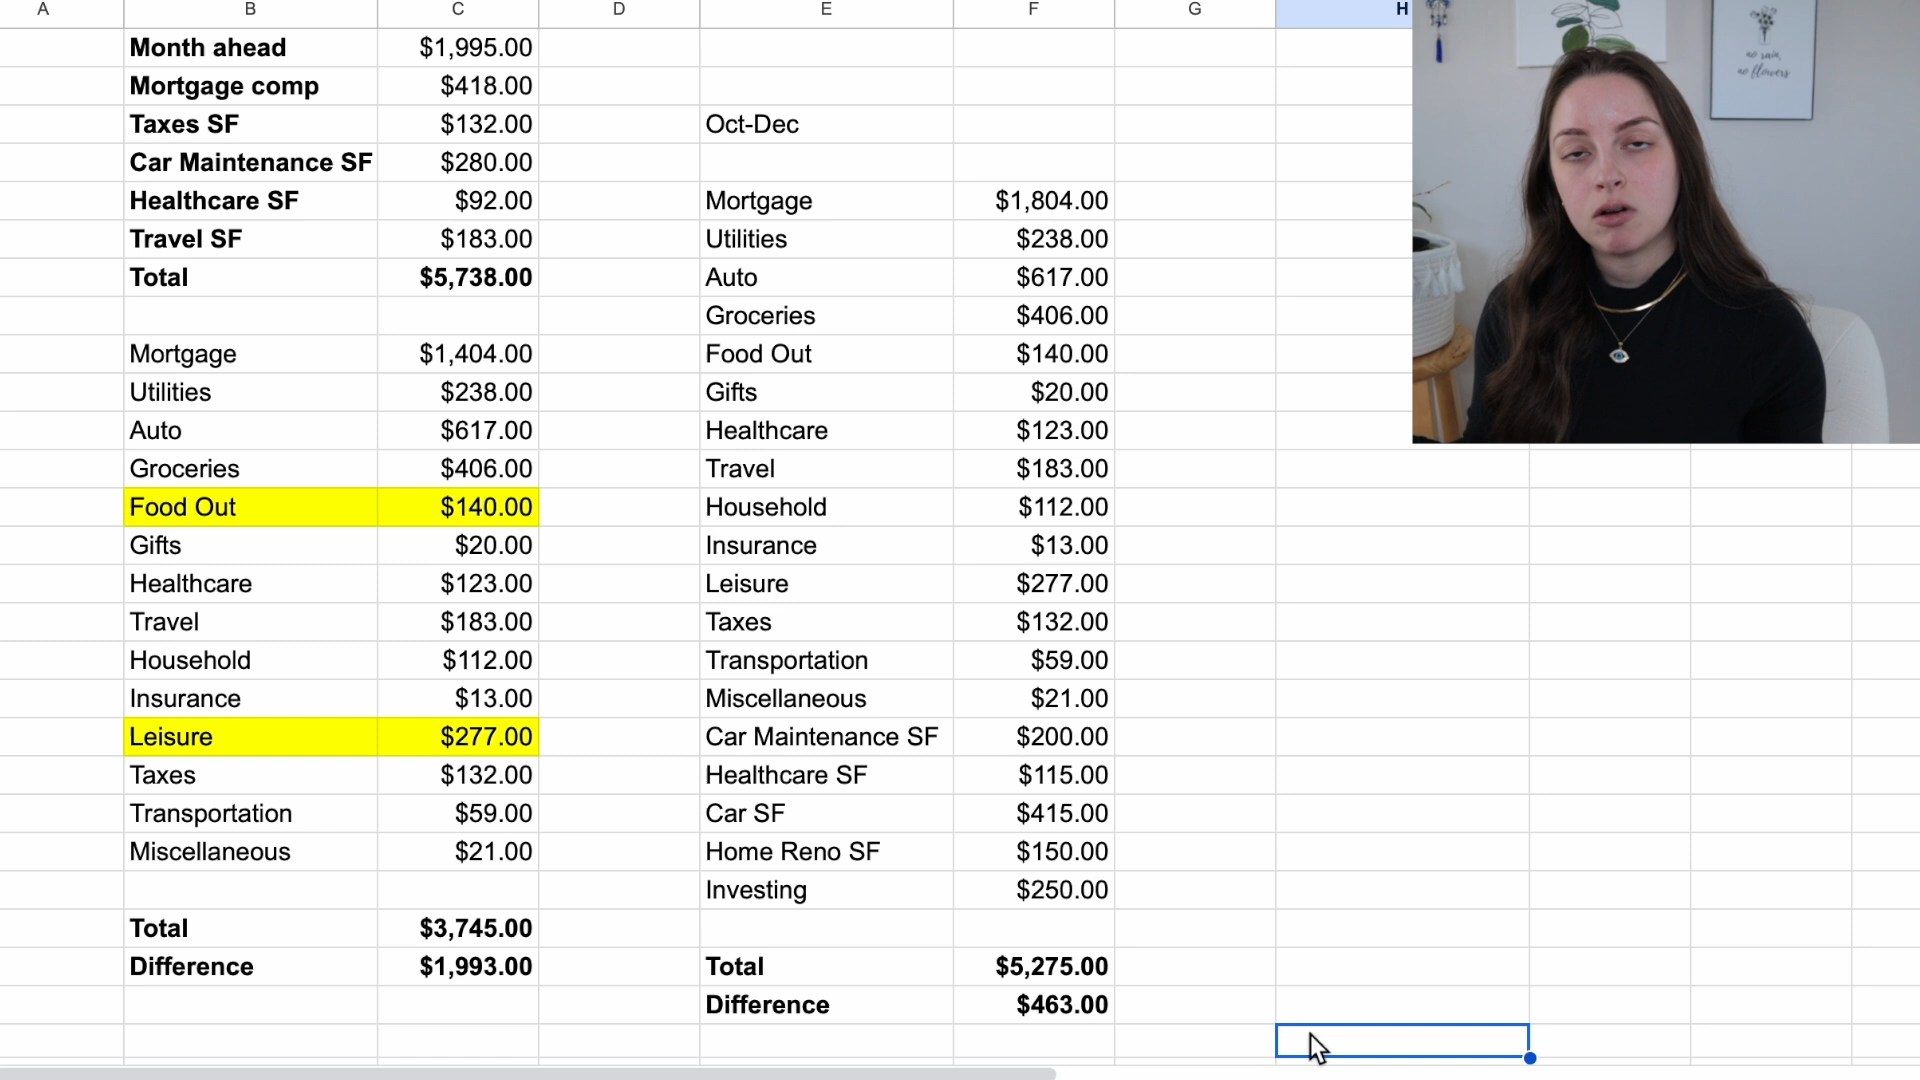 A B C D E F G H
Month ahead $1,995.00
Mortgage comp $418.00
Taxes SF $132.00 Oct-Dec
Car Maintenance SF $280.00
Healthcare SF $92.00 Mortgage $1,804.00
Travel SF $183.00 Utilities $238.00
Total $5,738.00 Auto $617.00
Groceries $406.00
Mortgage $1,404.00 Food Out $140.00
Utilities $238.00 Gifts $20.00
Auto $617.00 Healthcare $123.00
Groceries $406.00 Travel $183.00
Food Out $140.00 Household $112.00
Gifts $20.00 Insurance $13.00
Healthcare $123.00 Leisure $277.00
Travel $183.00 Taxes $132.00
Household $112.00 Transportation $59.00
Insurance $13.00 Miscellaneous $21.00
Leisure $277.00 Car Maintenance SF $200.00
Taxes $132.00 Healthcare SF $115.00
Transportation $59.00 Car SF $415.00
Miscellaneous $21.00 Home Reno SF $150.00
Investing $250.00
Total $3,745.00
Difference $1,993.00 Total $5,275.00
Difference $463.00
no rain,
no flowers